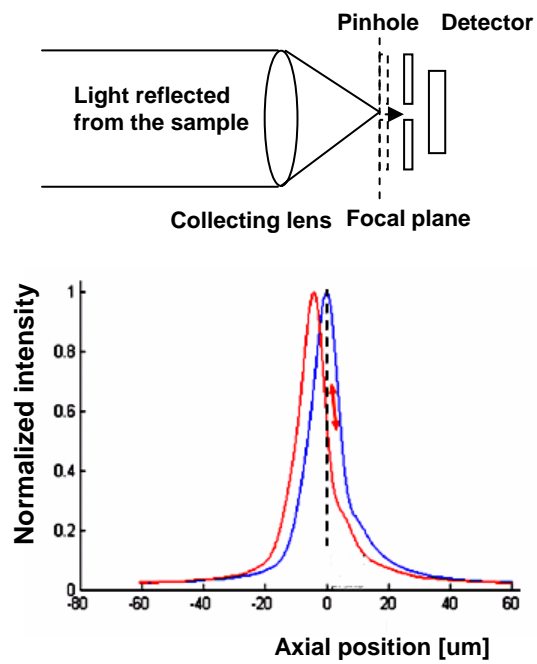 Pinhole Detector
Light reflected
from the sample
Collecting lens Focal plane
Normalized intensity
1
0.8
0.6
0.4
0.2
0
-80 -60 -40 -20 0 20 40 60
Axial position [um]